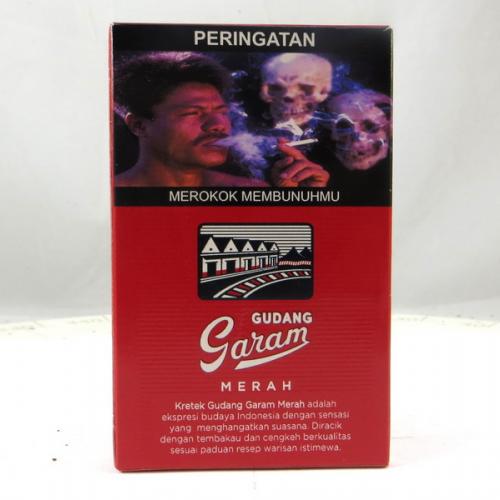 PERINGATAN
MEROKOK MEMBUNUHMU
GUDANG
Garam
MERAH
Kretek Gudang Garam Merah adalah
ekspresi budaya Indonesia dengan sensasi
yang menghangatkan suasana. Diracik
dengan tembakau dan cengkeh berkualitas
sesuai paduan resep warisan istimewa.